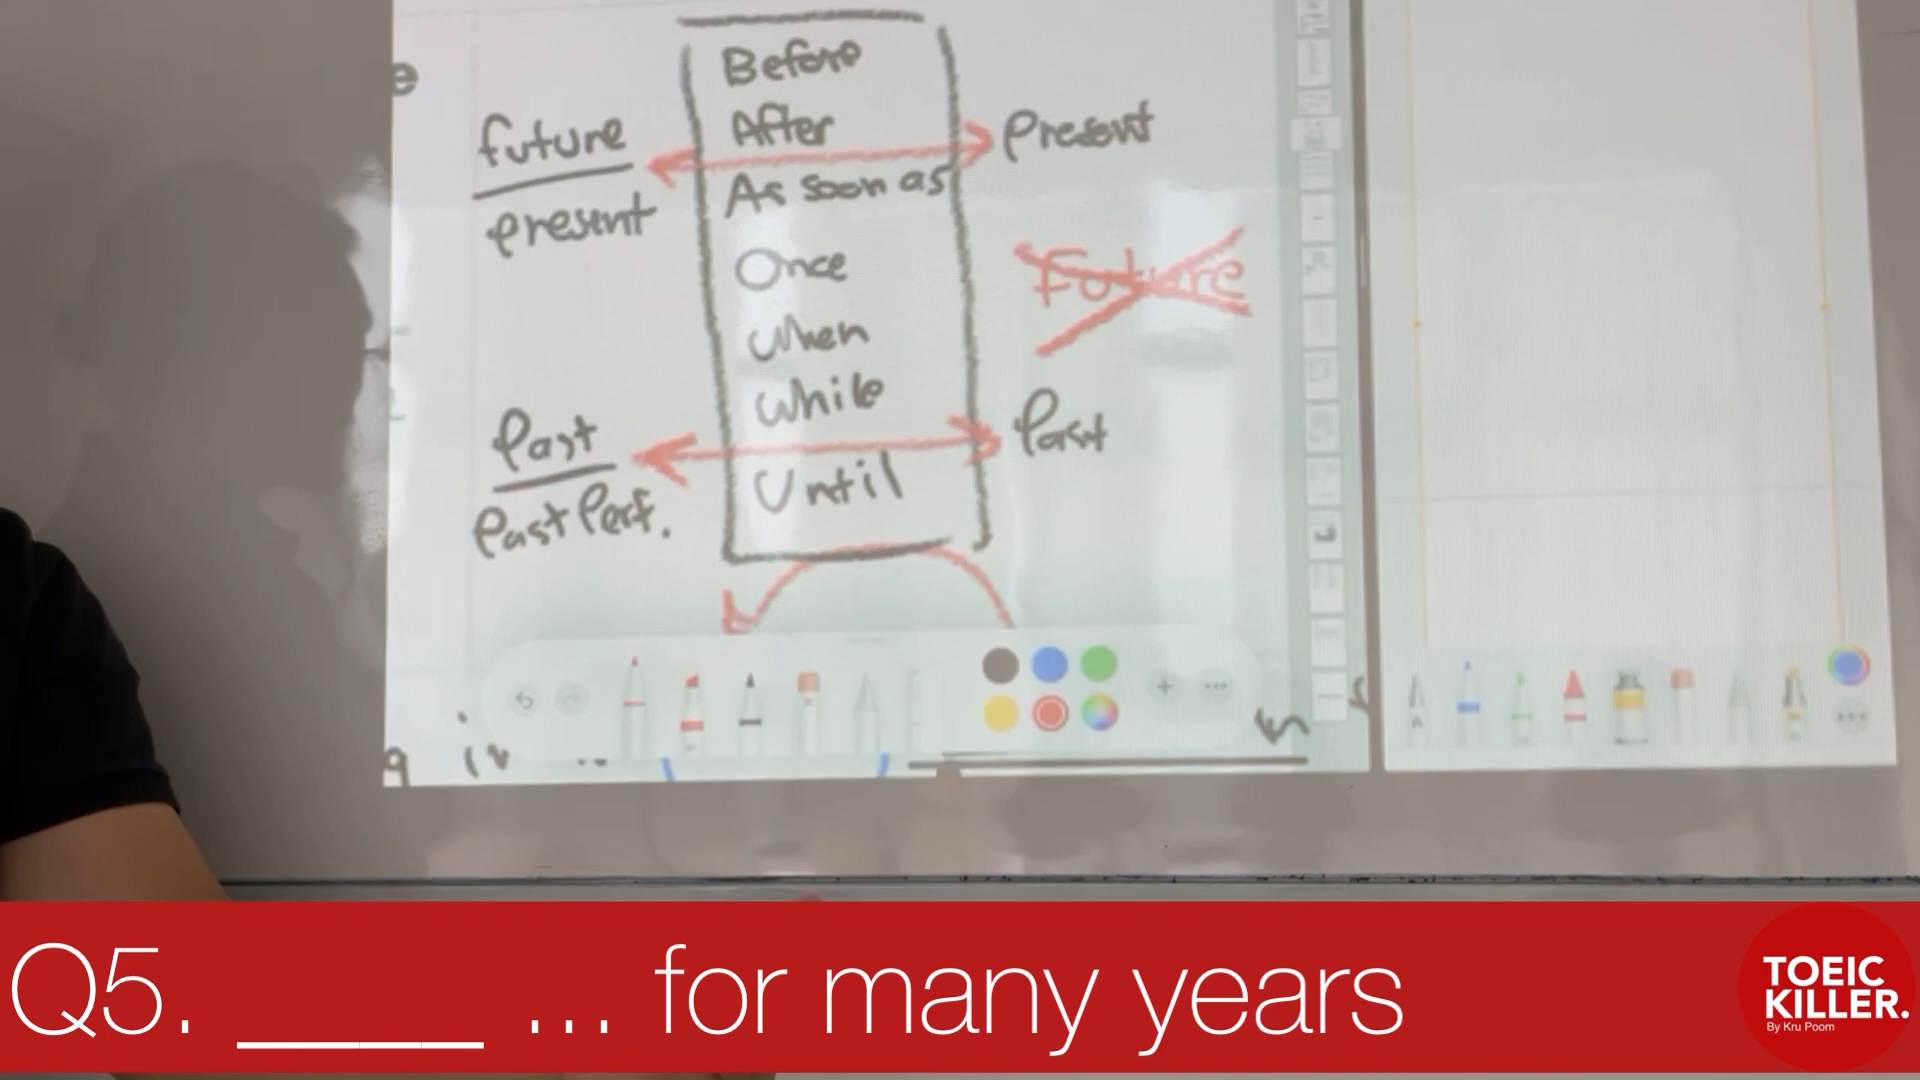 e
Before
After
future
present
Present
As soon as
Once
Future
When
While
Past
Past Perf.
Past
Until
Q5. _____ ... for many years
TOEIC
KILLER.
By Kru Poom